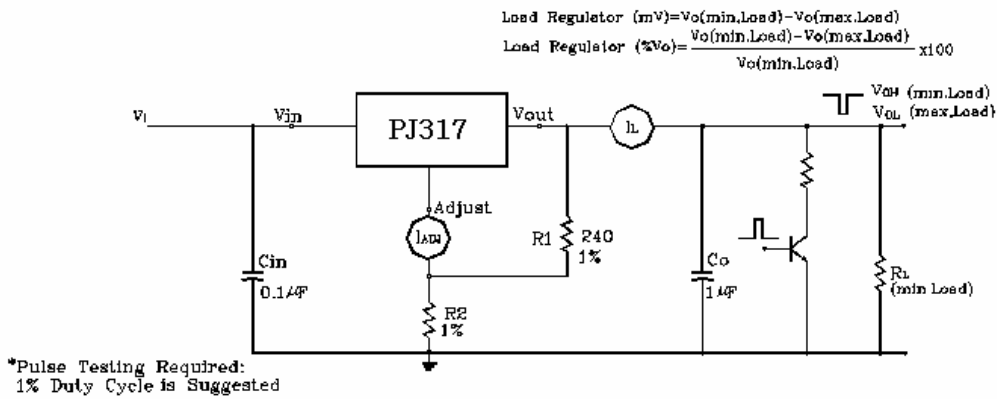 Load Regulator (mV)=Vo(min.Load)-Vo(max.Load)
Load Regulator (%Vo)=Vo(min.Load)-Vo(max.Load)
Vo(min.Load)
x100
VOH (min.Load)
VOL (max.Load)
VI
Vin
PJ317
Vout
IL
Adjust
IADJ
R1
240
1%
Cin
0.1μF
Co
1μF
RL
(min Load)
R2
1%
*Pulse Testing Required:
1% Duty Cycle is Suggested